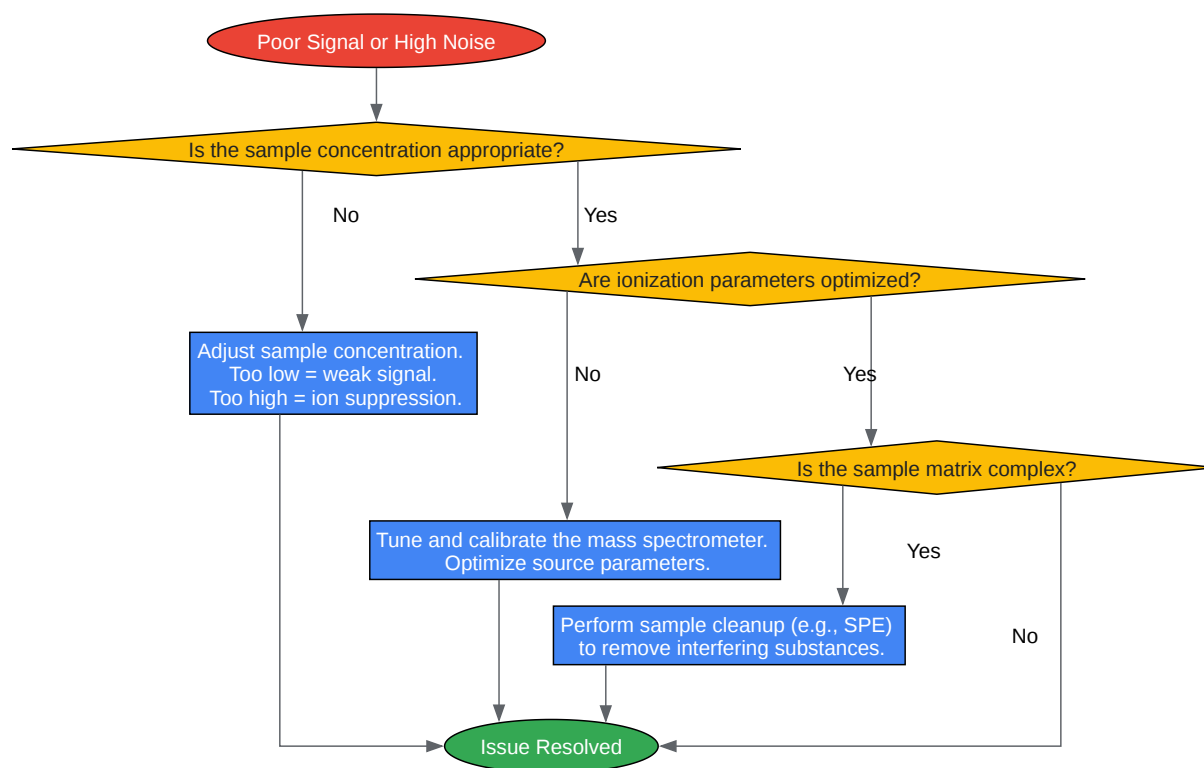 Poor Signal or High Noise
Is the sample concentration appropriate?
No
Yes
Are ionization parameters optimized?
Adjust sample concentration.
Too low = weak signal.
Too high = ion suppression.
No
Yes
Is the sample matrix complex?
Tune and calibrate the mass spectrometer.
Optimize source parameters.
Yes
Perform sample cleanup (e.g., SPE)
to remove interfering substances.
No
Issue Resolved